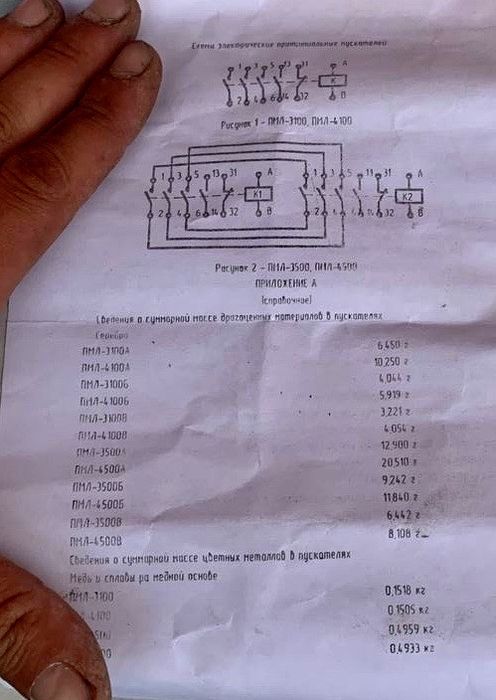 Схемы электрические принципиальные пускателей
1 3 5 13 31 А
К
2 4 6 14 32 В
Рисунок 1 - ПМЛ-3100, ПМЛ-4100
1 3 5 13 31 А 1 3 5 31 А
К1 К2
2 4 6 14 32 В 2 4 32 В
Рисунок 2 - ПМЛ-3500, ПМЛ-4500
ПРИЛОЖЕНИЕ А
(справочное)
Сведения о суммарной массе драгоценных материалов в пускателях
Серебро
ПМЛ-3100А 6,450 г
ПМЛ-4100А 10,250 г
ПМЛ-3100Б 4,044 г
ПМЛ-4100Б 5,919 г
ПМЛ-3100В 3,221 г
ПМЛ-4100В 4,054 г
ПМЛ-3500А 12,900 г
ПМЛ-4500А 20,510 г
ПМЛ-3500Б 9,242 г
ПМЛ-4500Б 11,840 г
ПМЛ-3500В 6,442 г
ПМЛ-4500В 8,108 г
Сведения о суммарной массе цветных металлов в пускателях
Медь и сплавы на медной основе
ПМЛ-3100 0,1518 кг
4100 0,1505 кг
0,4959 кг
0,4933 кг